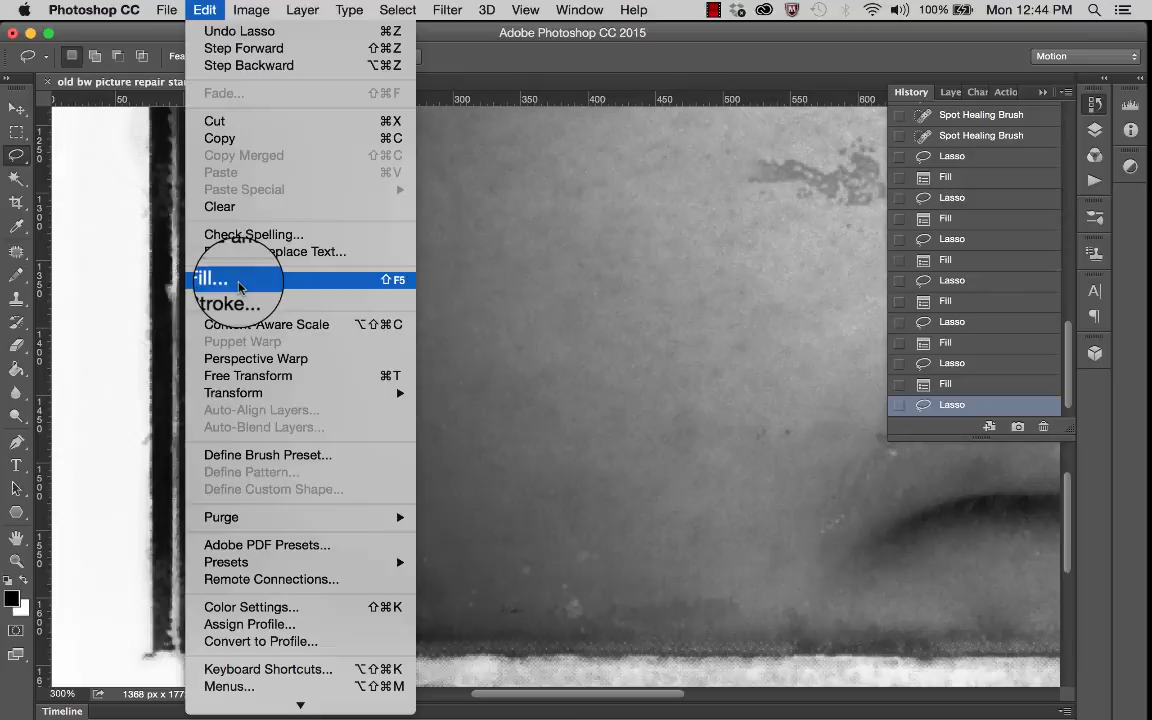 Photoshop CC File Edit Image Layer Type Select Filter 3D View Window Help 100% Mon 12:44 PM
Adobe Photoshop CC 2015
Fea
Motion
old bw picture repair sta
50 300 350 400 450 500 550 600
Undo Lasso ⌘Z
Step Forward ⇧⌘Z
Step Backward ⌥⌘Z
Fade... ⇧⌘F
Cut ⌘X
Copy ⌘C
Copy Merged ⇧⌘C
Paste ⌘V
Paste Special
Clear
Check Spelling...
eplace Text...
ill... ⇧F5
troke...
Content-Aware Scale ⌥⇧⌘C
Puppet Warp
Perspective Warp
Free Transform ⌘T
Transform
Auto-Align Layers...
Auto-Blend Layers...
Define Brush Preset...
Define Pattern...
Define Custom Shape...
Purge
Adobe PDF Presets...
Presets
Remote Connections...
Color Settings... ⇧⌘K
Assign Profile...
Convert to Profile...
Keyboard Shortcuts... ⌥⇧⌘K
Menus... ⌥⇧⌘M
History Laye Chara Actio
Spot Healing Brush
Spot Healing Brush
Lasso
Fill
Lasso
Fill
Lasso
Fill
Lasso
Fill
Lasso
Fill
Lasso
Fill
Lasso
300% 1368 px x 177
Timeline